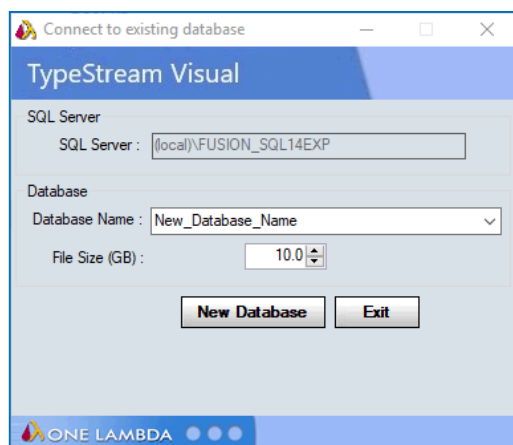 Connect to existing database
TypeStream Visual
SQL Server
SQL Server : (local)\FUSION_SQL14EXP
Database
Database Name : New_Database_Name
File Size (GB) : 10.0
New Database Exit
ONE LAMBDA